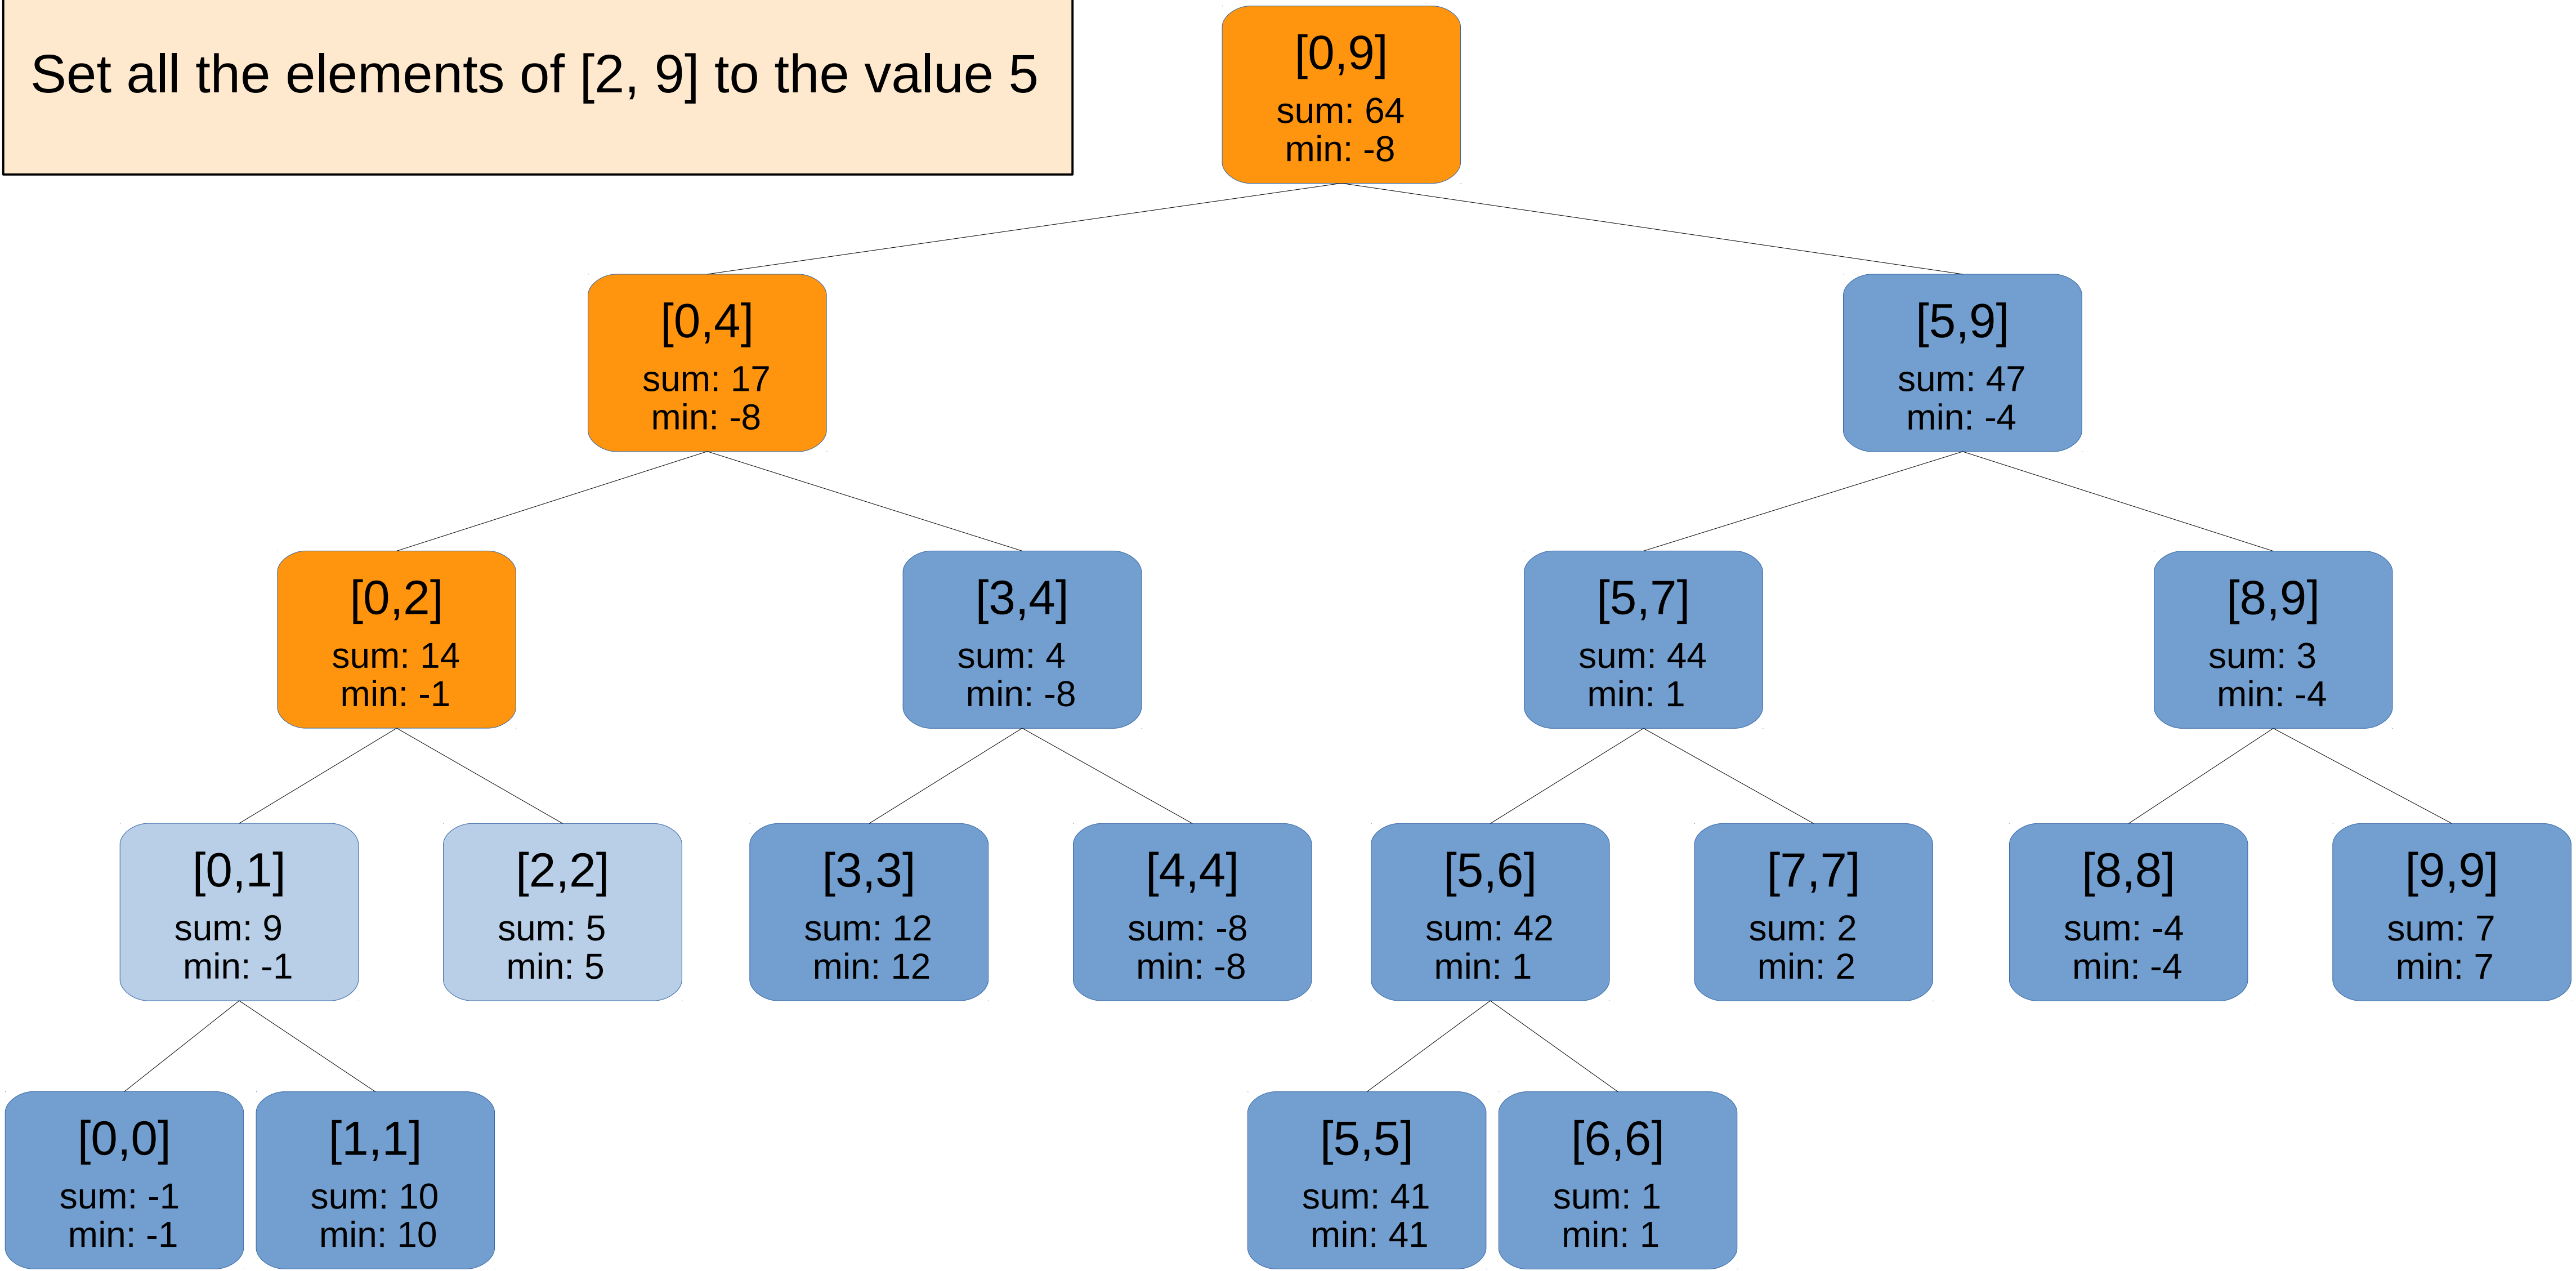 Set all the elements of [2, 9] to the value 5
[0,9]
sum: 64
min: -8
[0,4]
sum: 17
min: -8
[5,9]
sum: 47
min: -4
[0,2]
sum: 14
min: -1
[3,4]
sum: 4
min: -8
[5,7]
sum: 44
min: 1
[8,9]
sum: 3
min: -4
[0,1]
sum: 9
min: -1
[2,2]
sum: 5
min: 5
[3,3]
sum: 12
min: 12
[4,4]
sum: -8
min: -8
[5,6]
sum: 42
min: 1
[7,7]
sum: 2
min: 2
[8,8]
sum: -4
min: -4
[9,9]
sum: 7
min: 7
[0,0]
sum: -1
min: -1
[1,1]
sum: 10
min: 10
[5,5]
sum: 41
min: 41
[6,6]
sum: 1
min: 1